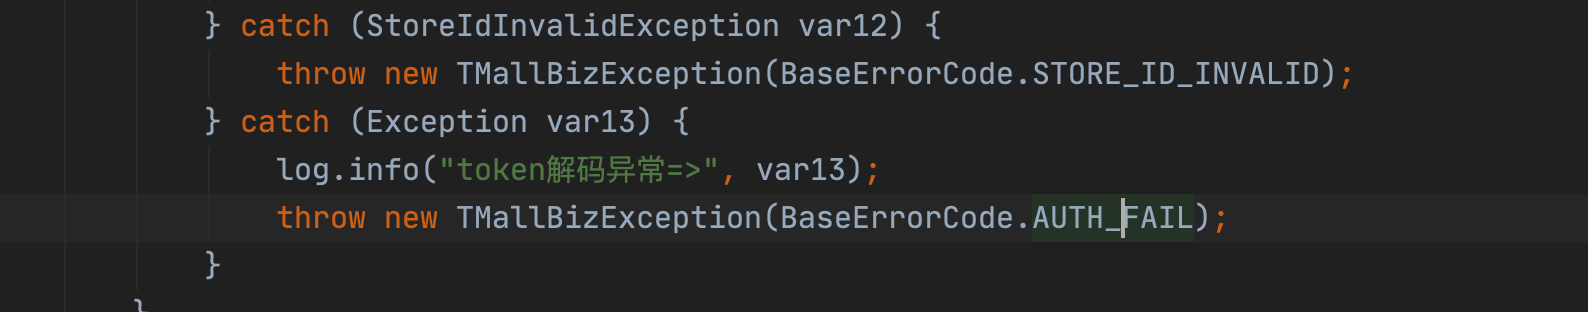 } catch (StoreIdInvalidException var12) {
throw new TMallBizException(BaseErrorCode.STORE_ID_INVALID);
} catch (Exception var13) {
log.info("token解码异常=>", var13);
throw new TMallBizException(BaseErrorCode.AUTH_FAIL);
}
}